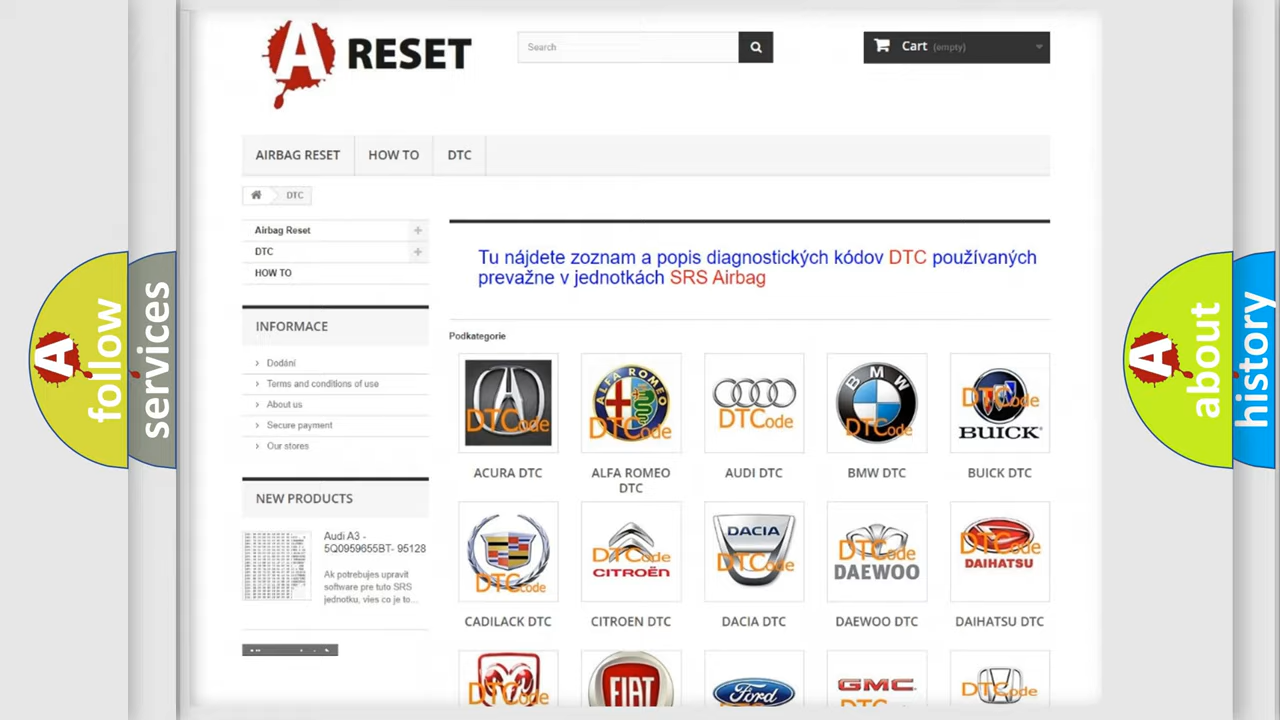 A RESET
Search
Cart (empty)
AIRBAG RESET
HOW TO
DTC
DTC
Airbag Reset
DTC
HOW TO
INFORMACE
Dodání
Terms and conditions of use
About us
Secure payment
Our stores
NEW PRODUCTS
Audi A3 -
5Q0959655BT- 95128
Ak potrebujes upravit
software pre tuto SRS
jednotku, vies co je to...
Tu nájdete zoznam a popis diagnostických kódov DTC používaných
prevažne v jednotkách SRS Airbag
Podkategorie
DTCode
ALFA ROMEO
DTCode
DTCode
BMW
DTCode
DTCode
BUICK
ACURA DTC
ALFA ROMEO
DTC
AUDI DTC
BMW DTC
BUICK DTC
DTCode
DTCode
CITROËN
DACIA
DTCode
DTCode
DAEWOO
DTCode
DAIHATSU
CADILACK DTC
CITROEN DTC
DACIA DTC
DAEWOO DTC
DAIHATSU DTC
DTCode
FIAT
Ford
GMC
DTCode
A
follow
services
A
about
history